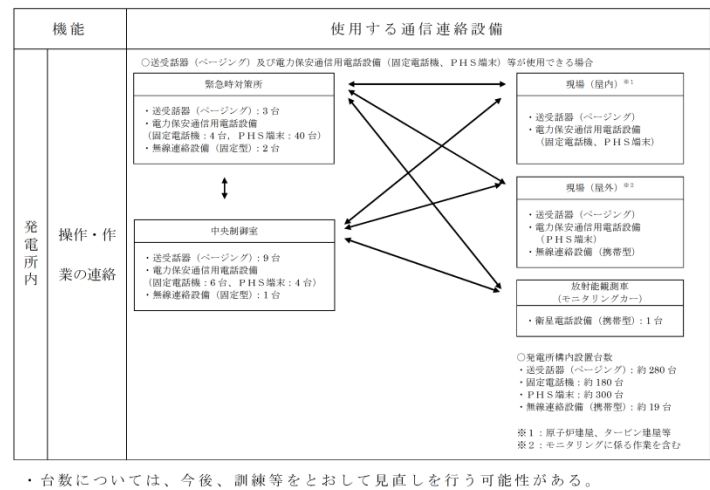 機能
使用する通信連絡設備
発電所内
操作・作
業の連絡
○送受話器（ページング）及び電力保安通信用電話設備（固定電話機、ＰＨＳ端末）等が使用できる場合
緊急時対策所
・送受話器（ページング）：３台
・電力保安通信用電話設備
（固定電話機：４台、ＰＨＳ端末：40台）
・無線連絡設備（固定型）：２台
中央制御室
・送受話器（ページング）：９台
・電力保安通信用電話設備
（固定電話機：６台、ＰＨＳ端末：４台）
・無線連絡設備（固定型）：１台
現場（屋内）※1
・送受話器（ページング）
・電力保安通信用電話設備
（固定電話機、ＰＨＳ端末）
現場（屋外）※2
・送受話器（ページング）
・電力保安通信用電話設備
（ＰＨＳ端末）
・無線連絡設備（携帯型）
放射能観測車
（モニタリングカー）
・衛星電話設備（携帯型）：１台
○発電所構内設置台数
・送受話器（ページング）：約280台
・固定電話機：約180台
・ＰＨＳ端末：約300台
・無線連絡設備（携帯型）：約19台
※１：原子炉建屋、タービン建屋等
※２：モニタリングに係る作業を含む
・台数については、今後、訓練等をとおして見直しを行う可能性がある。